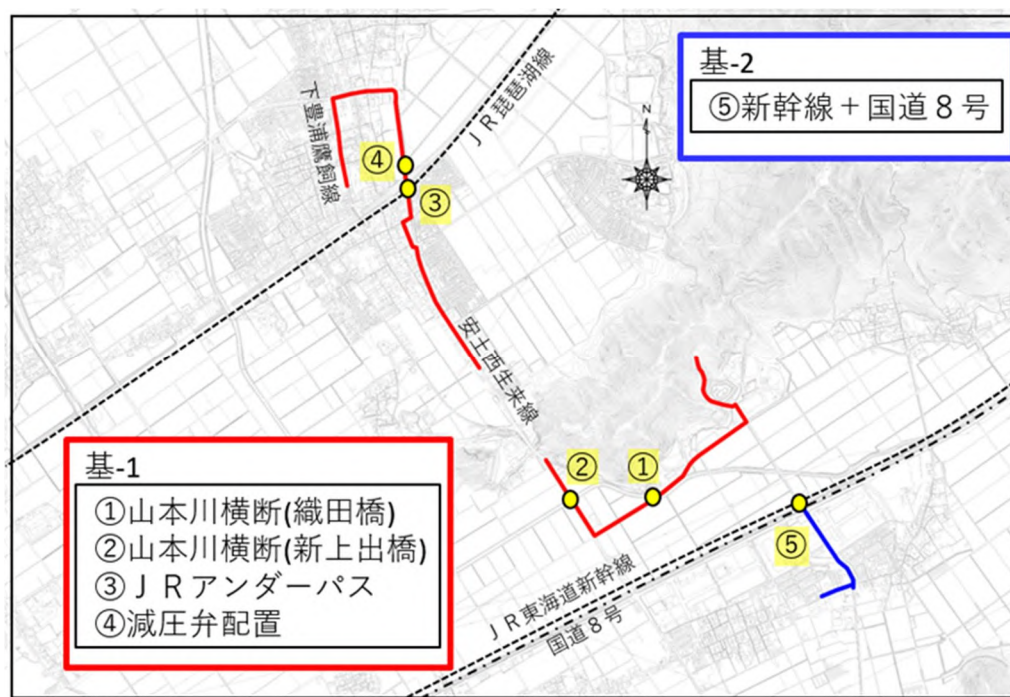 基-2
⑤新幹線+国道8号
N
JR琵琶湖線
下豊浦鷹飼線
④
③
安土西生来線
②
①
⑤
JR東海道新幹線
国道8号
基-1
①山本川横断(織田橋)
②山本川横断(新上出橋)
③JRアンダーパス
④減圧弁配置